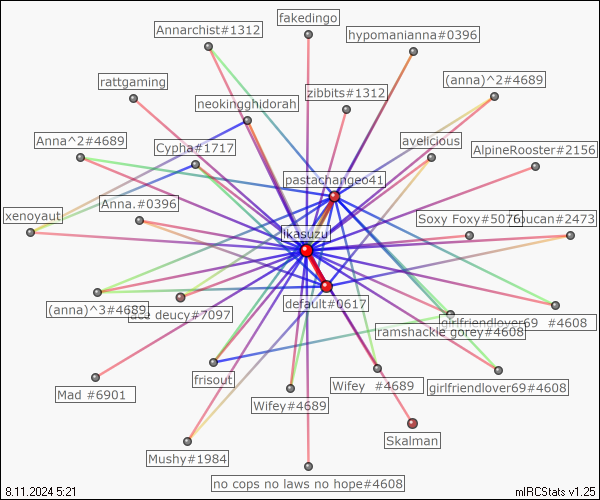 fakedingo
Annarchist#1312
hypomanianna#0396
rattgaming
(anna)^2#4689
zibbits#1312
neokingghidorah
Anna^2#4689
Cypha#1717
avelicious
AlpineRooster#2156
pastachangeo41
Anna.#0396
xenoyaut
Soxy Foxy#5076
ikasuzu
default#0617
(anna)^3#4689
deucy#7097
girlfriendlover69 #4608
ramshackle gorey#4608
frisout
Mad #6901
Wifey #4689
girlfriendlover69#4608
Wifey#4689
Skalman
Mushy#1984
no cops no laws no hope#4608
8.11.2024 5:21
mIRCStats v1.25